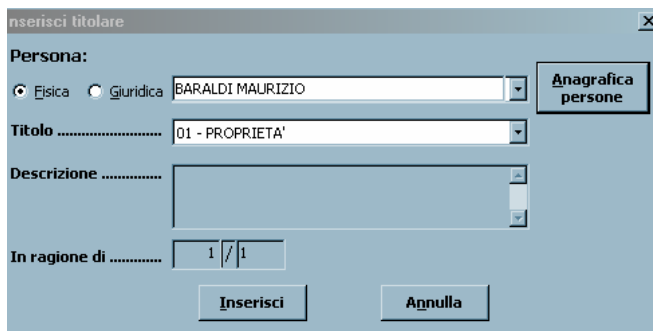 nserisci titolare
Persona:
Fisica Giuridica BARALDI MAURIZIO
Anagrafica
persone
Titolo ......................... 01 - PROPRIETA'
Descrizione ..............
In ragione di ............ 1 / 1
Inserisci Annulla